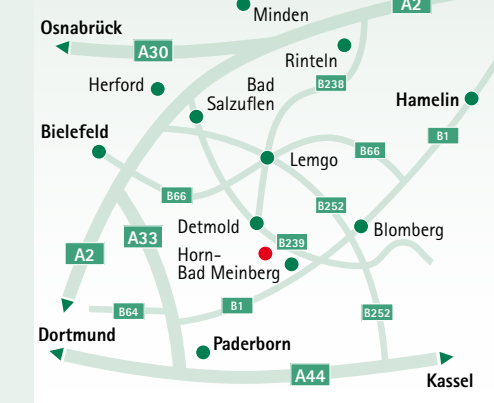 A2
Minden
Osnabrück
A30
Rinteln
Herford
Bad
Salzuflen
B238
Hamelin
Bielefeld
B1
B66
Lemgo
B66
B252
Detmold
A33
B239
Blomberg
A2
Horn-
Bad Meinberg
B64
B1
B252
Dortmund
Paderborn
A44
Kassel